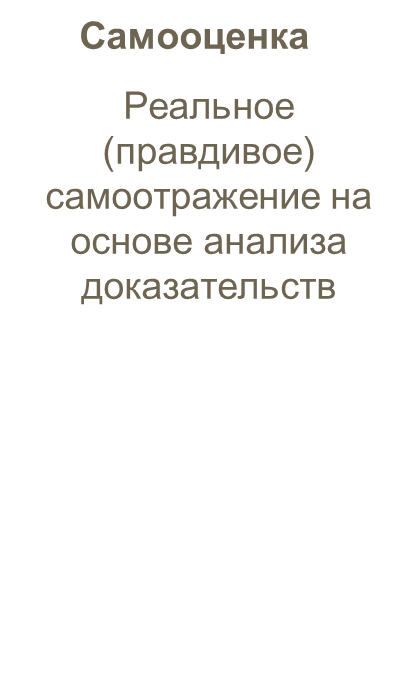 Самооценка
Реальное
(правдивое)
самоотражение на
основе анализа
доказательств